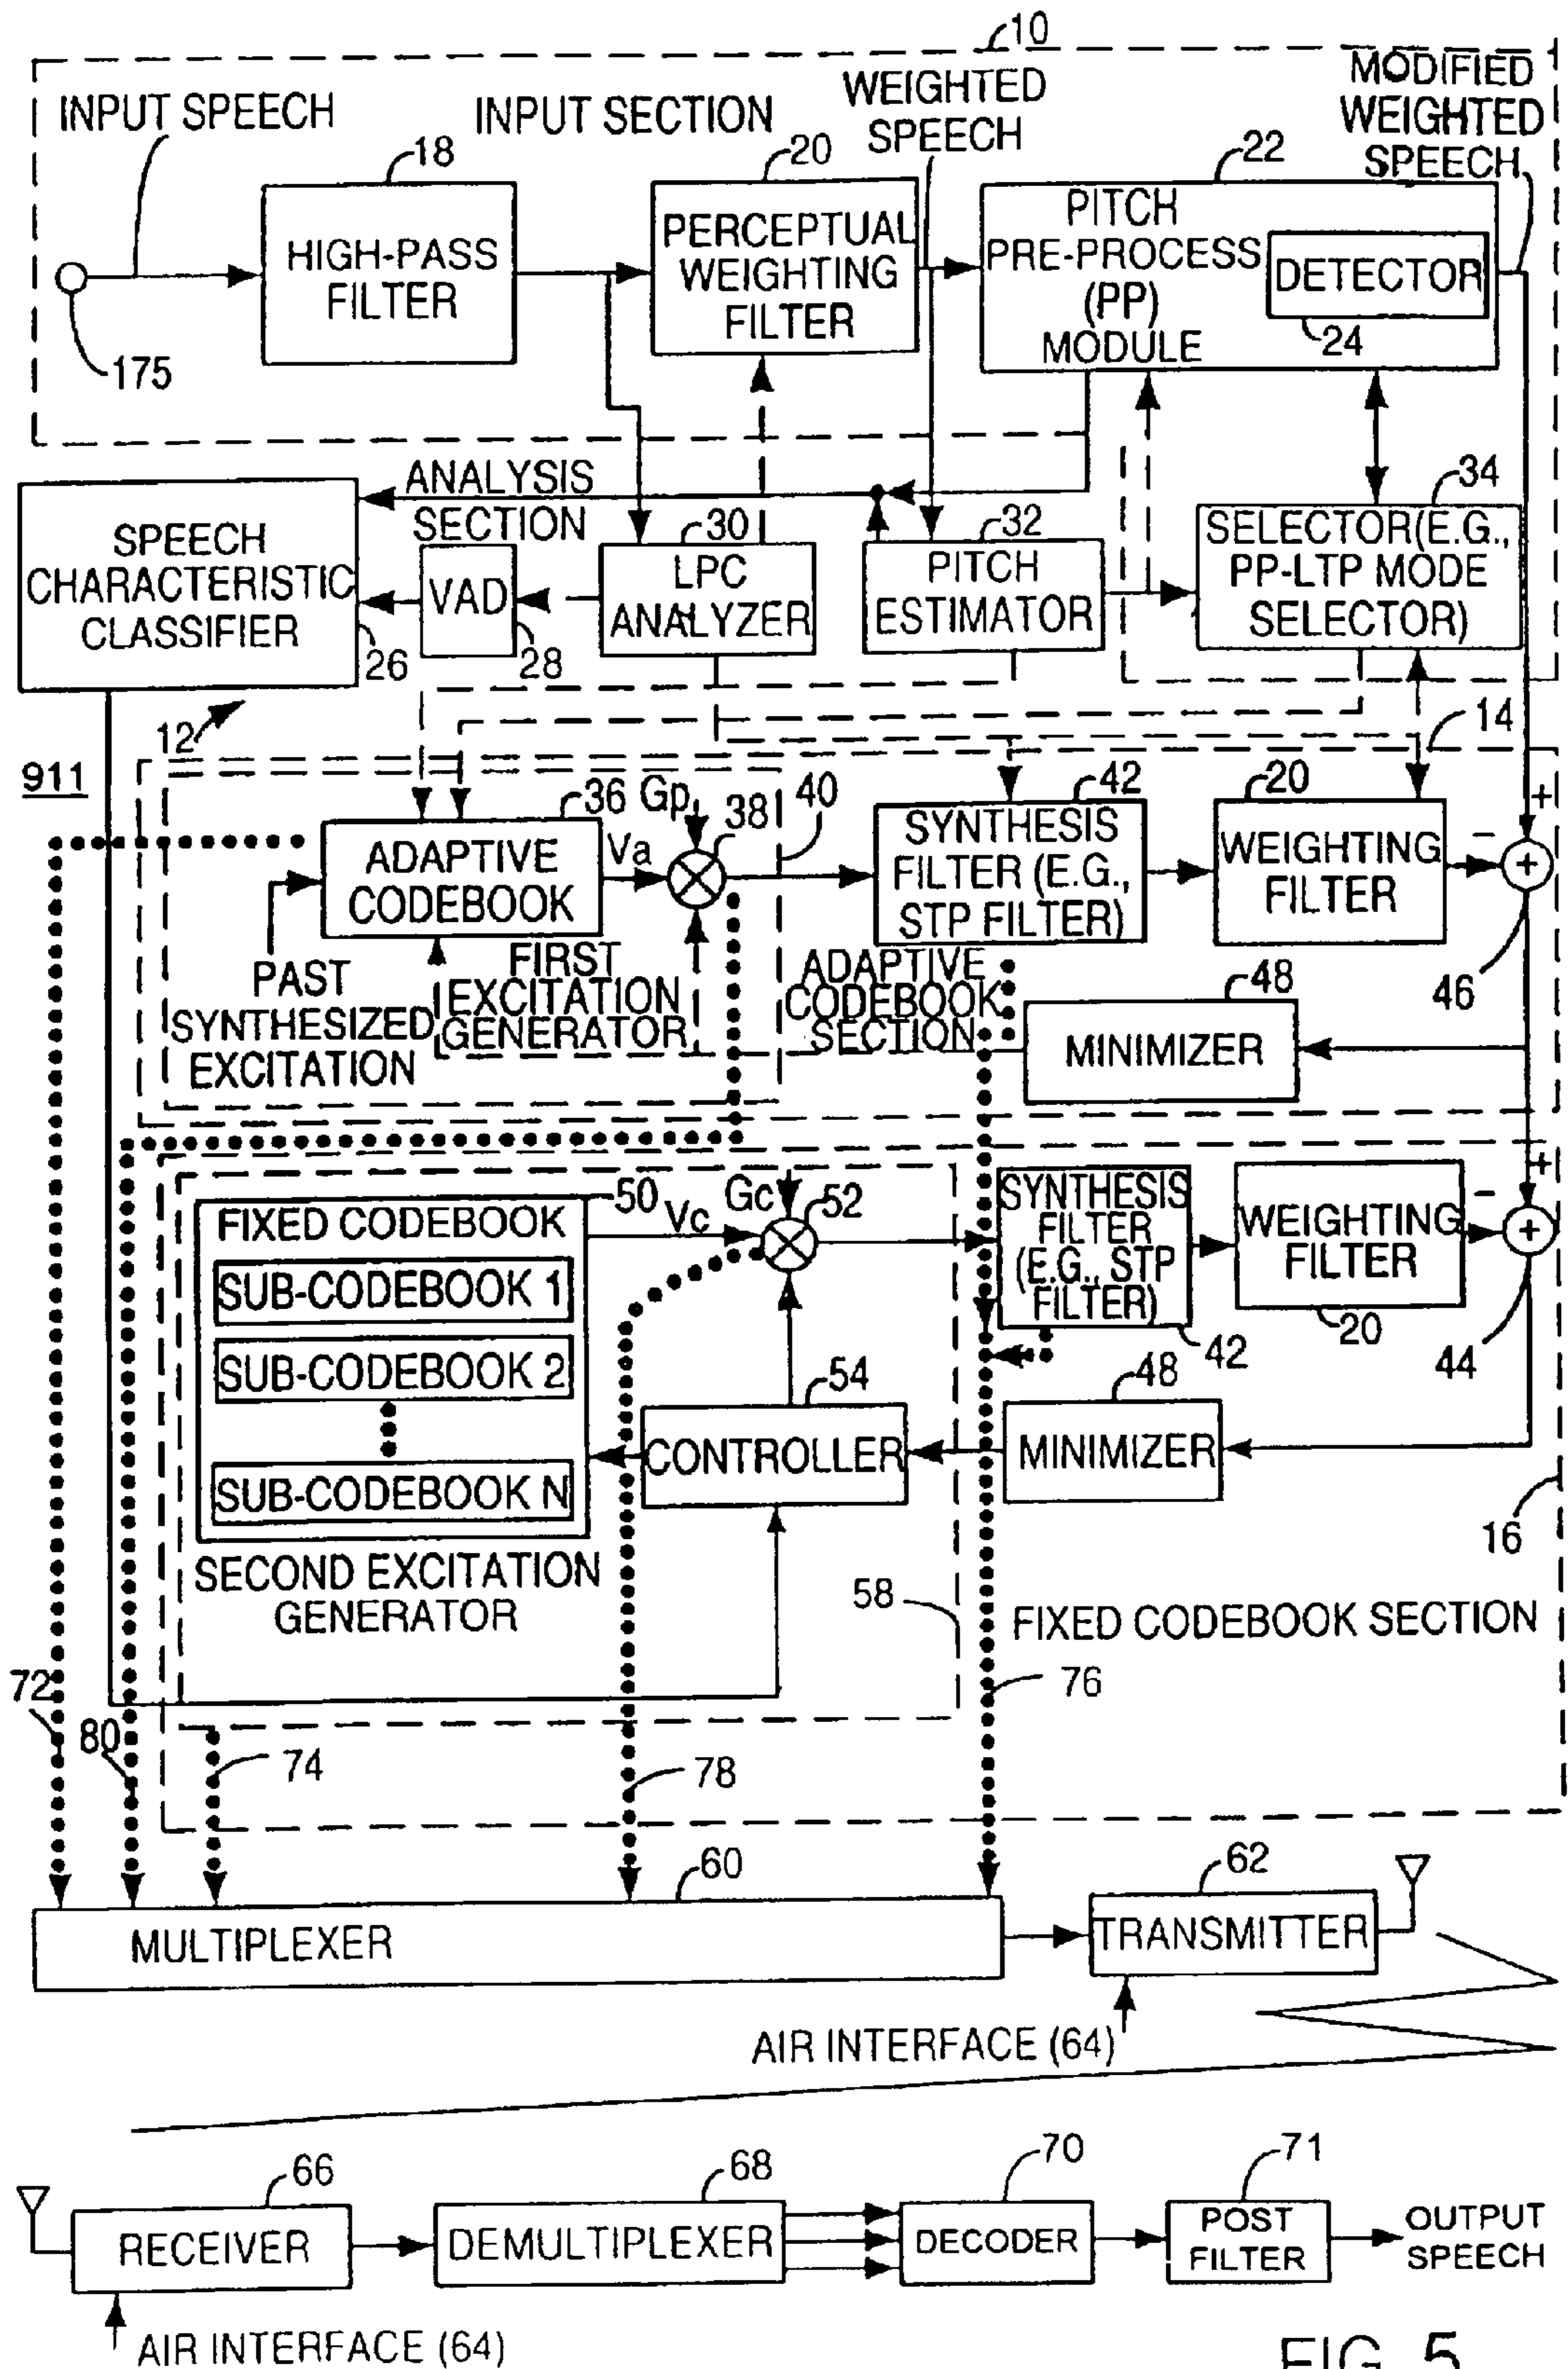 10
INPUT SPEECH
INPUT SECTION
WEIGHTED
SPEECH
MODIFIED
WEIGHTED
SPEECH
18
20
22
HIGH-PASS
FILTER
PERCEPTUAL
WEIGHTING
FILTER
PITCH
PRE-PROCESS
(PP)
MODULE
DETECTOR
24
175
ANALYSIS
SECTION
SPEECH
CHARACTERISTIC
CLASSIFIER
26
VAD
28
30
LPC
ANALYZER
32
PITCH
ESTIMATOR
34
SELECTOR(E.G.,
PP-LTP MODE
SELECTOR)
12
14
911
36
Gp
38
40
42
20
+
ADAPTIVE
CODEBOOK
Va
SYNTHESIS
FILTER (E.G.,
STP FILTER)
WEIGHTING
FILTER
−
+
46
PAST
SYNTHESIZED
EXCITATION
FIRST
EXCITATION
GENERATOR
ADAPTIVE
CODEBOOK
SECTION
48
MINIMIZER
50
Gc
52
Vc
FIXED CODEBOOK
SUB-CODEBOOK 1
SUB-CODEBOOK 2
SUB-CODEBOOK N
SYNTHESIS
FILTER
(E.G., STP
FILTER)
42
WEIGHTING
FILTER
20
−
+
+
44
54
CONTROLLER
48
MINIMIZER
16
SECOND EXCITATION
GENERATOR
58
FIXED CODEBOOK SECTION
72
80
74
78
76
60
MULTIPLEXER
62
TRANSMITTER
AIR INTERFACE (64)
66
RECEIVER
68
DEMULTIPLEXER
70
DECODER
71
POST
FILTER
OUTPUT
SPEECH
AIR INTERFACE (64)
FIG. 5